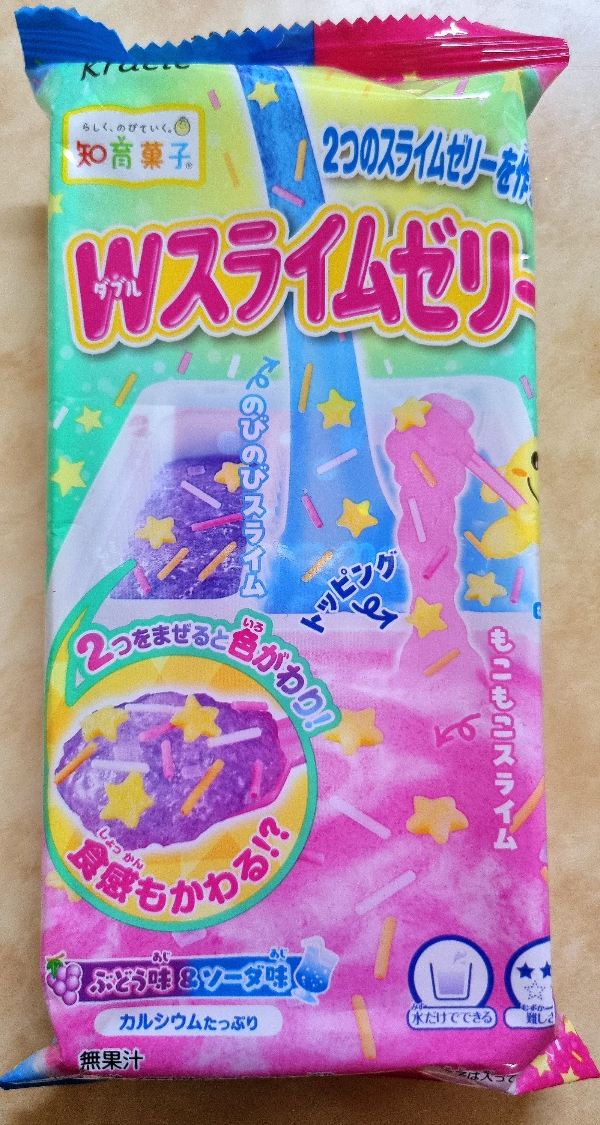 Kracie
らしく、のびていく。
知育菓子®
2つのスライムゼリーを作
Wスライムゼリー
ダブル
のびのびスライム
トッピング
もこもこスライム
2つをまぜると色がわり!
いろ
しょっかん
食感もかわる!?
あじ あじ
ぶどう味&ソーダ味
カルシウムたっぷり
無果汁
みず
水だけでできる
難しさ